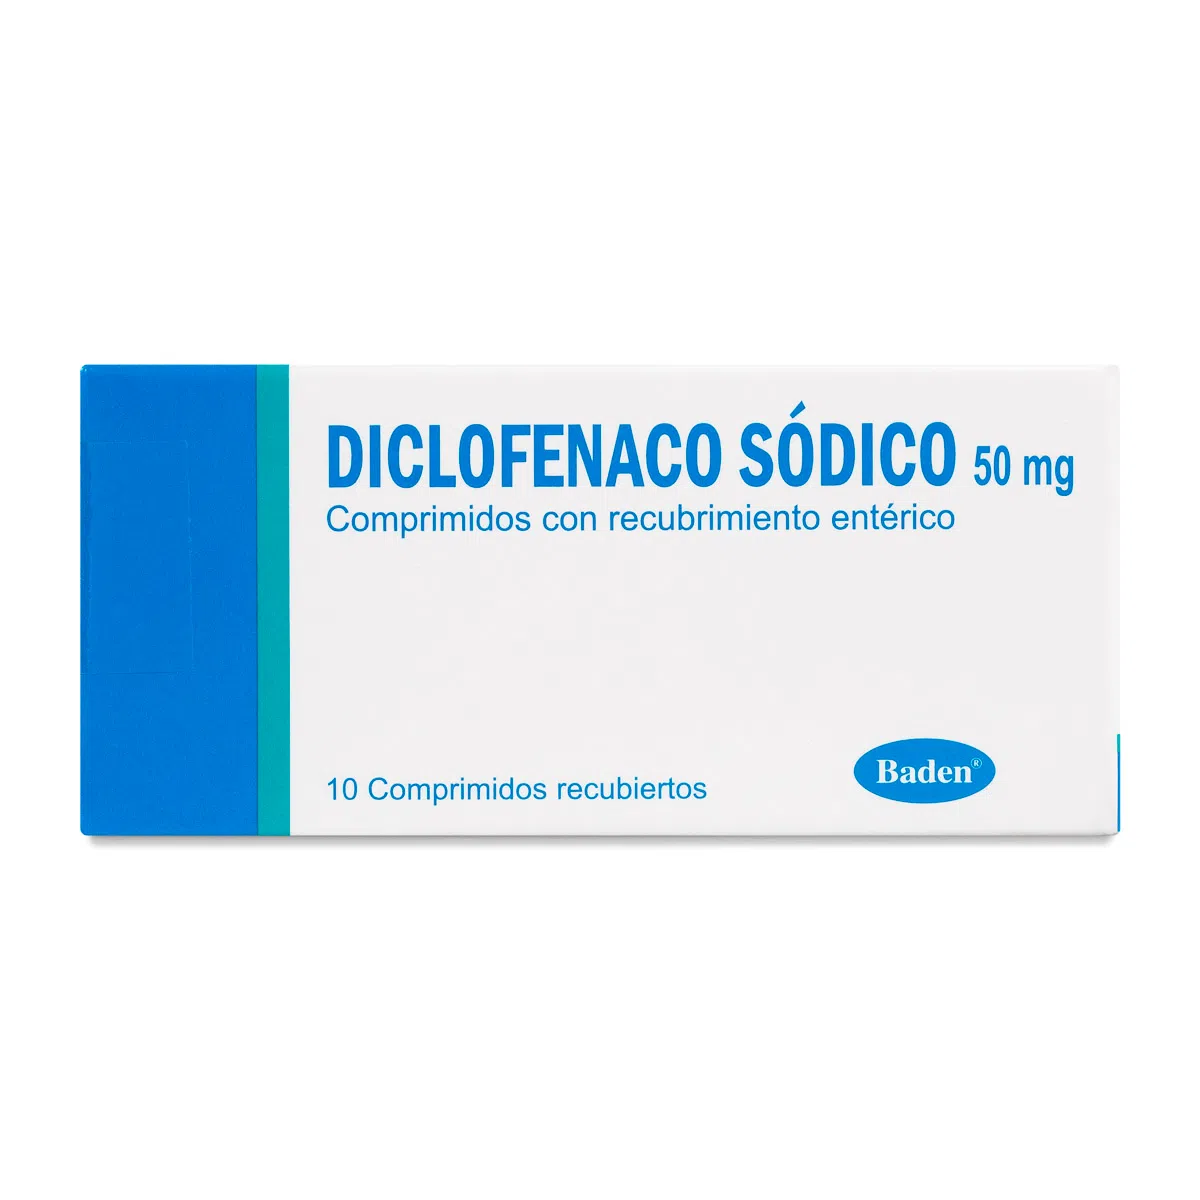 DICLOFENACO SÓDICO 50 mg
Comprimidos con recubrimiento entérico
10 Comprimidos recubiertos
Baden®